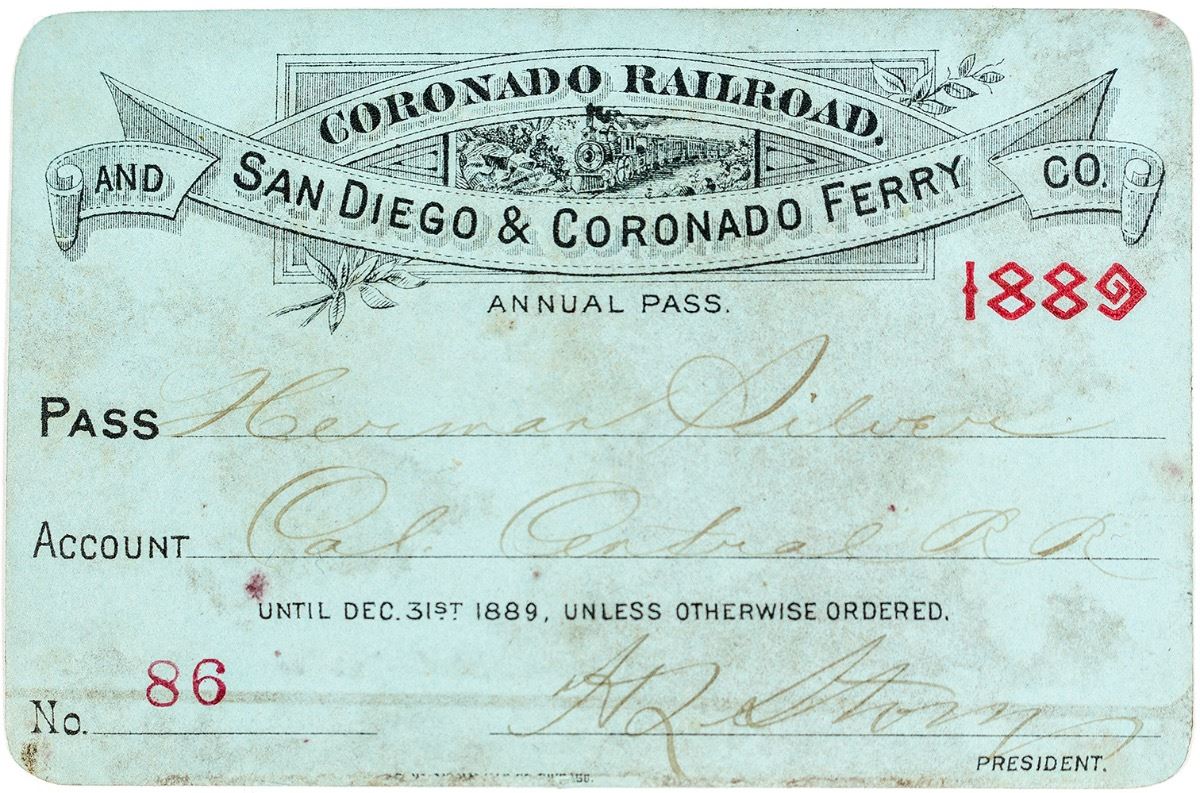 CORONADO RAILROAD.
AND SAN DIEGO & CORONADO FERRY CO.
ANNUAL PASS.
1889
PASS Herman Silver
ACCOUNT Cal. Central R R
UNTIL DEC. 31ST 1889, UNLESS OTHERWISE ORDERED.
No. 86
PRESIDENT.